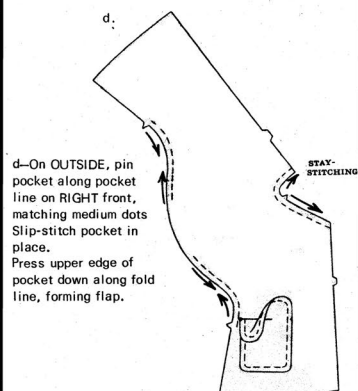 d.
STAY-
STITCHING
d—On OUTSIDE, pin
pocket along pocket
line on RIGHT front,
matching medium dots
Slip-stitch pocket in
place.
Press upper edge of
pocket down along fold
line, forming flap.